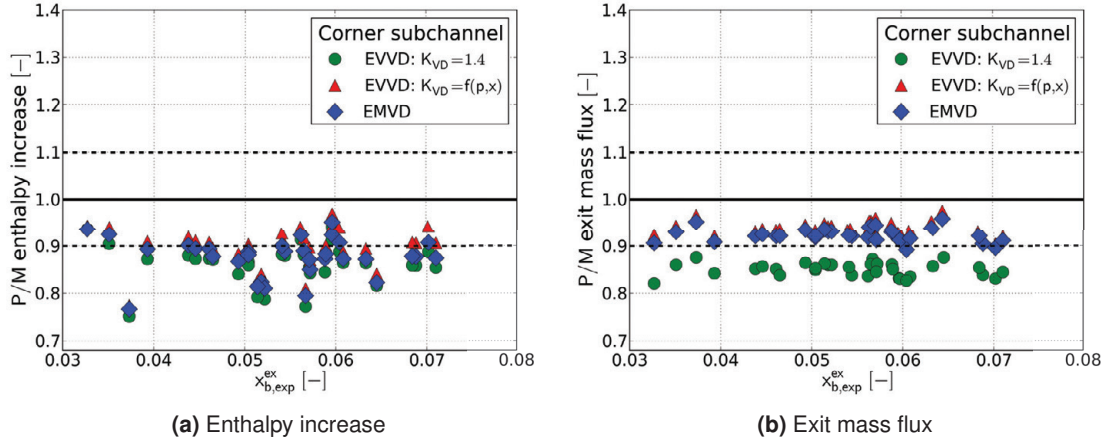 P/M enthalpy increase [−]
1.4
1.3
1.2
1.1
1.0
0.9
0.8
0.7
Corner subchannel
EVVD: K_VD=1.4
EVVD: K_VD=f(p,x)
EMVD
0.03 0.04 0.05 0.06 0.07 0.08
x^ex_b,exp [−]
(a) Enthalpy increase
P/M exit mass flux [−]
1.4
1.3
1.2
1.1
1.0
0.9
0.8
0.7
Corner subchannel
EVVD: K_VD=1.4
EVVD: K_VD=f(p,x)
EMVD
0.03 0.04 0.05 0.06 0.07 0.08
x^ex_b,exp [−]
(b) Exit mass flux